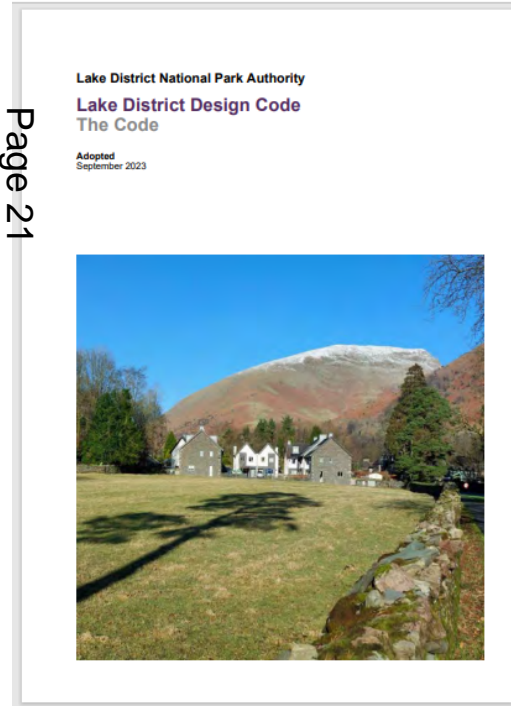 Lake District National Park Authority
Lake District Design Code
The Code
Adopted
September 2023
Page 21